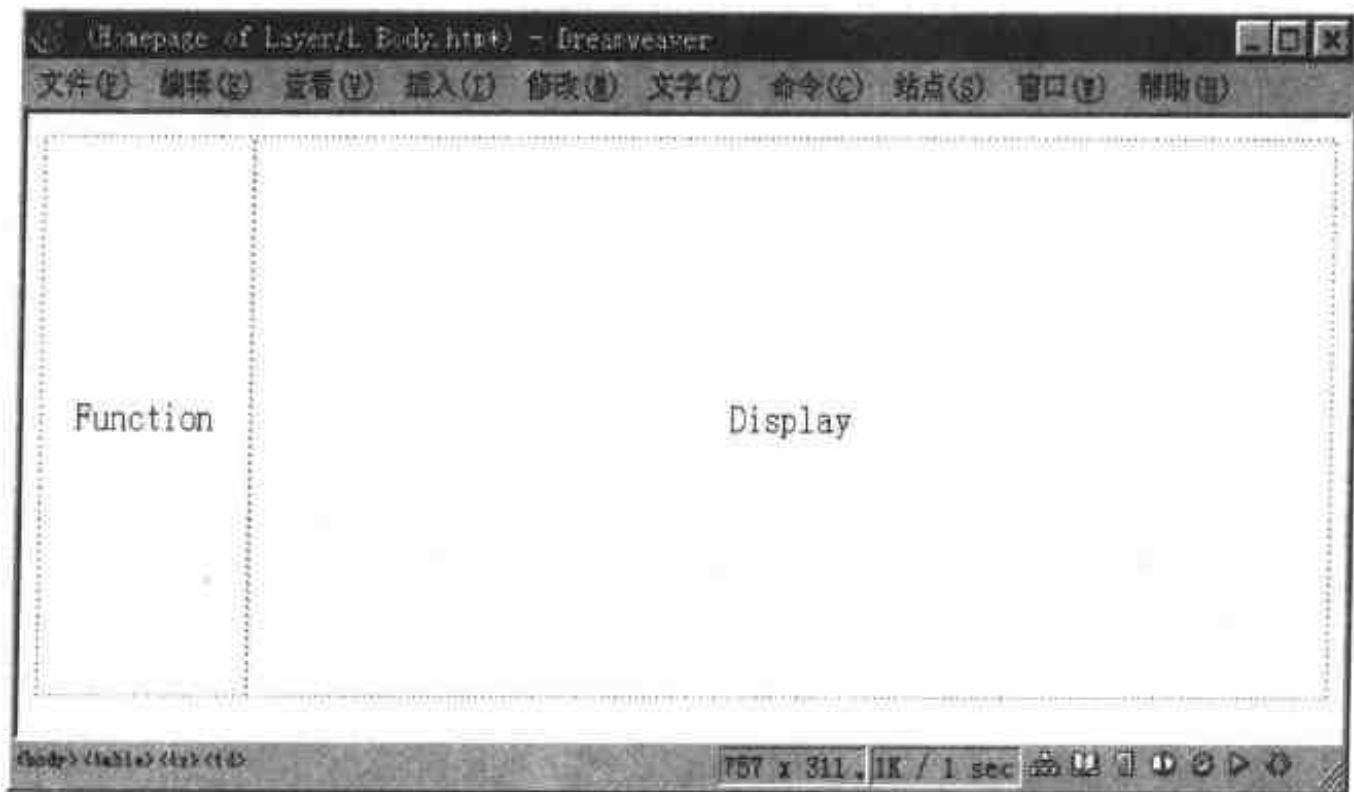 (Homepage of Layer/L_Body.htm*) - Dreamweaver
文件(F) 编辑(E) 查看(V) 插入(I) 修改(M) 文字(T) 命令(C) 站点(S) 窗口(W) 帮助(H)
Function Display
<body><table><tr><td> 757 x 311 1K / 1 sec